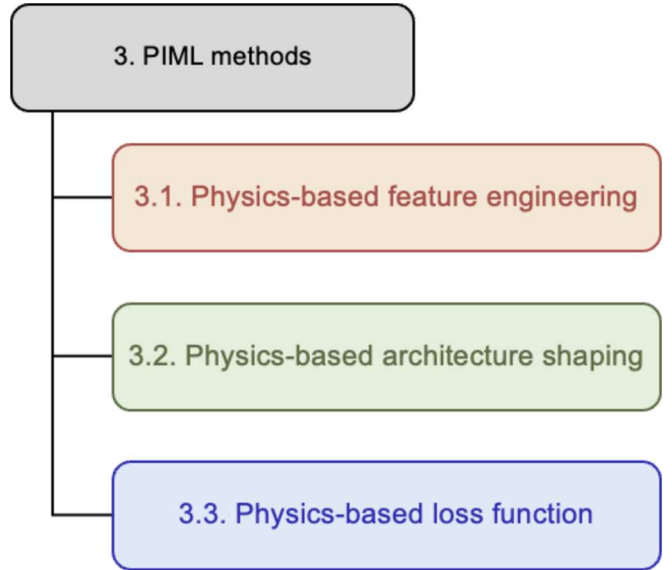 3. PIML methods
3.1. Physics-based feature engineering
3.2. Physics-based architecture shaping
3.3. Physics-based loss function